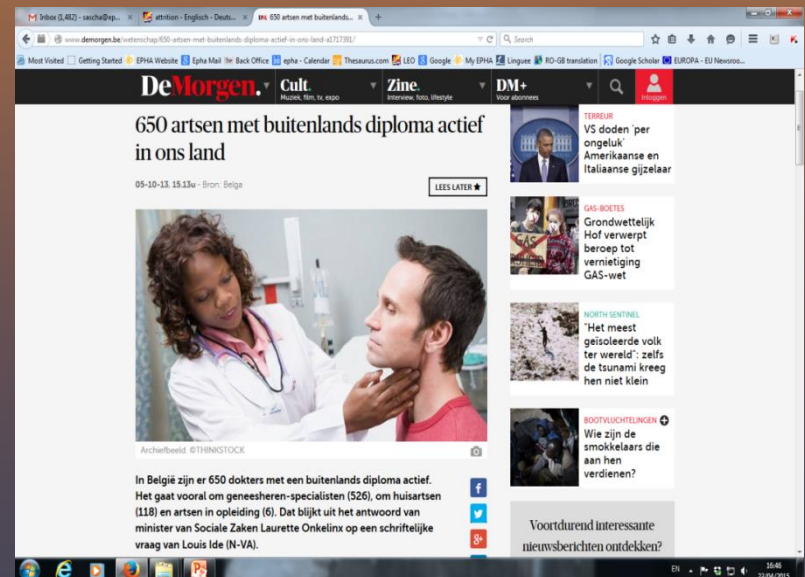 Inbox (1,482) - sascha@ep...
attrition - Englisch - Deuts...
650 artsen met buitenlands...
www.demorgen.be/wetenschap/650-artsen-met-buitenlands-diploma-actief-in-ons-land-a1717391/
Search
Most Visited Getting Started EPHA Website Epha Mail Back Office epha - Calendar Thesaurus.com LEO Google My EPHA Linguee RO-GB translation Google Scholar EUROPA - EU Newsroo...
DeMorgen. Cult. Zine. DM+
Muziek, film, tv, expo Interview, foto, lifestyle Voor abonnees Inloggen
650 artsen met buitenlands diploma actief
in ons land
05-10-13, 15.13u - Bron: Belga
LEES LATER
Archiefbeeld. ©THINKSTOCK
In België zijn er 650 dokters met een buitenlands diploma actief.
Het gaat vooral om geneesheren-specialisten (526), om huisartsen
(118) en artsen in opleiding (6). Dat blijkt uit het antwoord van
minister van Sociale Zaken Laurette Onkelinx op een schriftelijke
vraag van Louis Ide (N-VA).
TERREUR
VS doden 'per
ongeluk'
Amerikaanse en
Italiaanse gijzelaar
GAS-BOETES
Grondwettelijk
Hof verwerpt
beroep tot
vernietiging
GAS-wet
NORTH SENTINEL
"Het meest
geïsoleerde volk
ter wereld": zelfs
de tsunami kreeg
hen niet klein
BOOTVLUCHTELINGEN
Wie zijn de
smokkelaars die
aan hen
verdienen?
Voortdurend interessante
nieuwsberichten ontdekken?
EN
16:46
23/04/2015